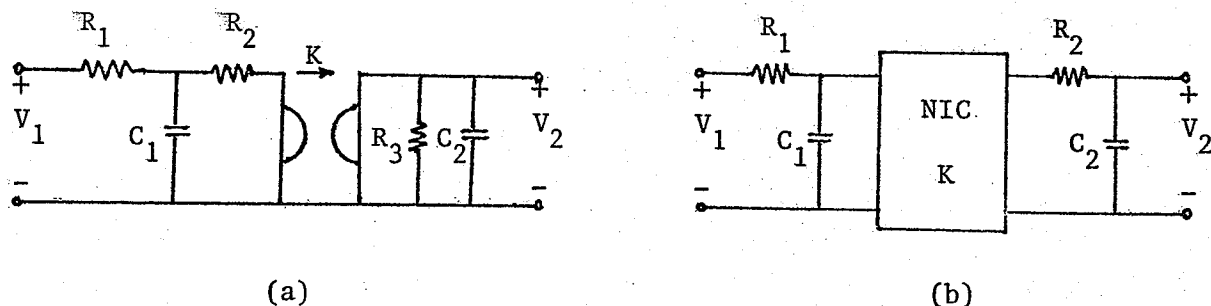 R1 R2 K
+ V1 - C1 R3 C2 + V2 -
(a)
R1 R2
+ V1 - C1 NIC K C2 + V2 -
(b)